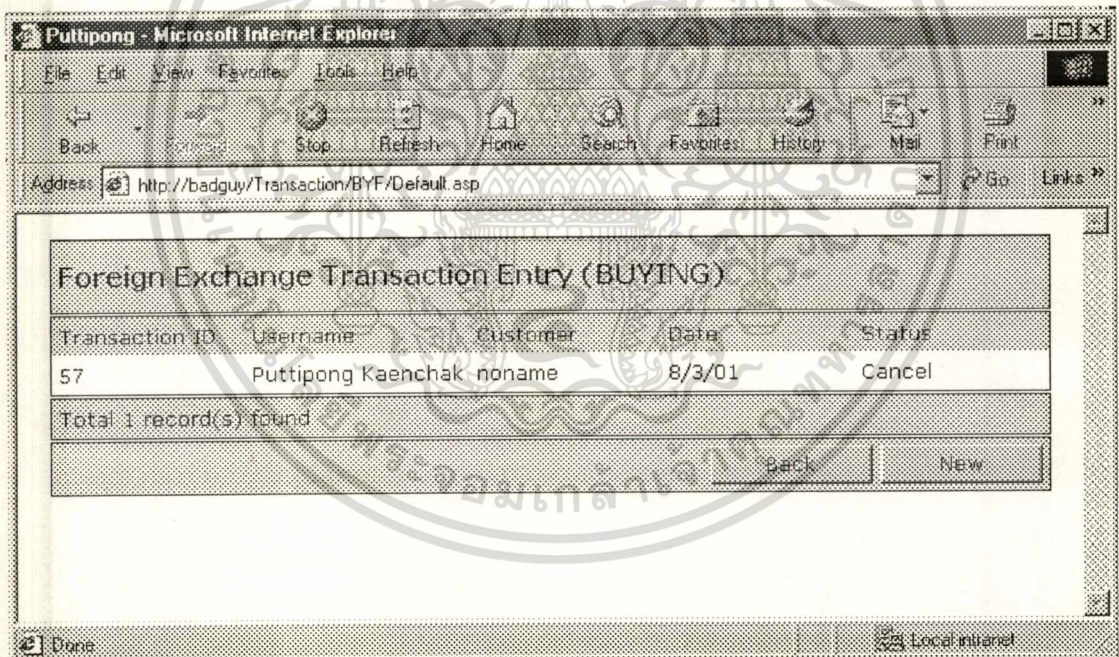 Puttipong - Microsoft Internet Explorer
File Edit View Favorites Tools Help
Back Forward Stop Refresh Home Search Favorites History Mail Print
Address http://badguy/Transaction/BYF/Default.asp Go Links
Foreign Exchange Transaction Entry (BUYING)
Transaction ID Username Customer Date Status
57 Puttipong Kaenchak noname 8/3/01 Cancel
Total 1 record(s) found
Back New
Done Local intranet